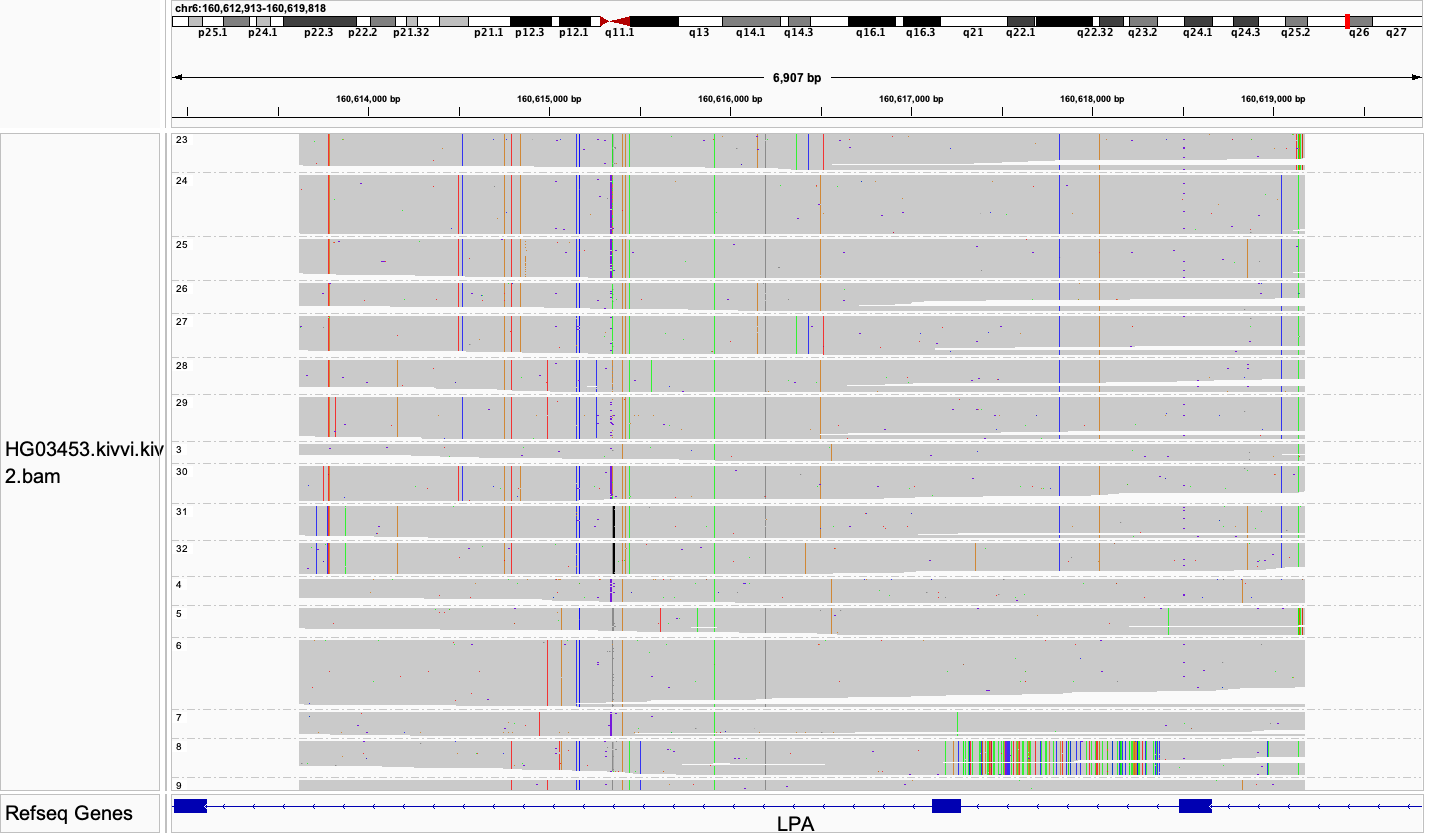 chr6:160,612,913-160,619,818
p25.1 p24.1 p22.3 p22.2 p21.32 p21.1 p12.3 p12.1 q11.1 q13 q14.1 q14.3 q16.1 q16.3 q21 q22.1 q22.32 q23.2 q24.1 q24.3 q25.2 q26 q27
6,907 bp
160,614,000 bp 160,615,000 bp 160,616,000 bp 160,617,000 bp 160,618,000 bp 160,619,000 bp
23
24
25
26
27
28
29
HG03453.kivvi.kiv
2.bam
3
30
31
32
4
5
6
7
8
9
Refseq Genes
LPA